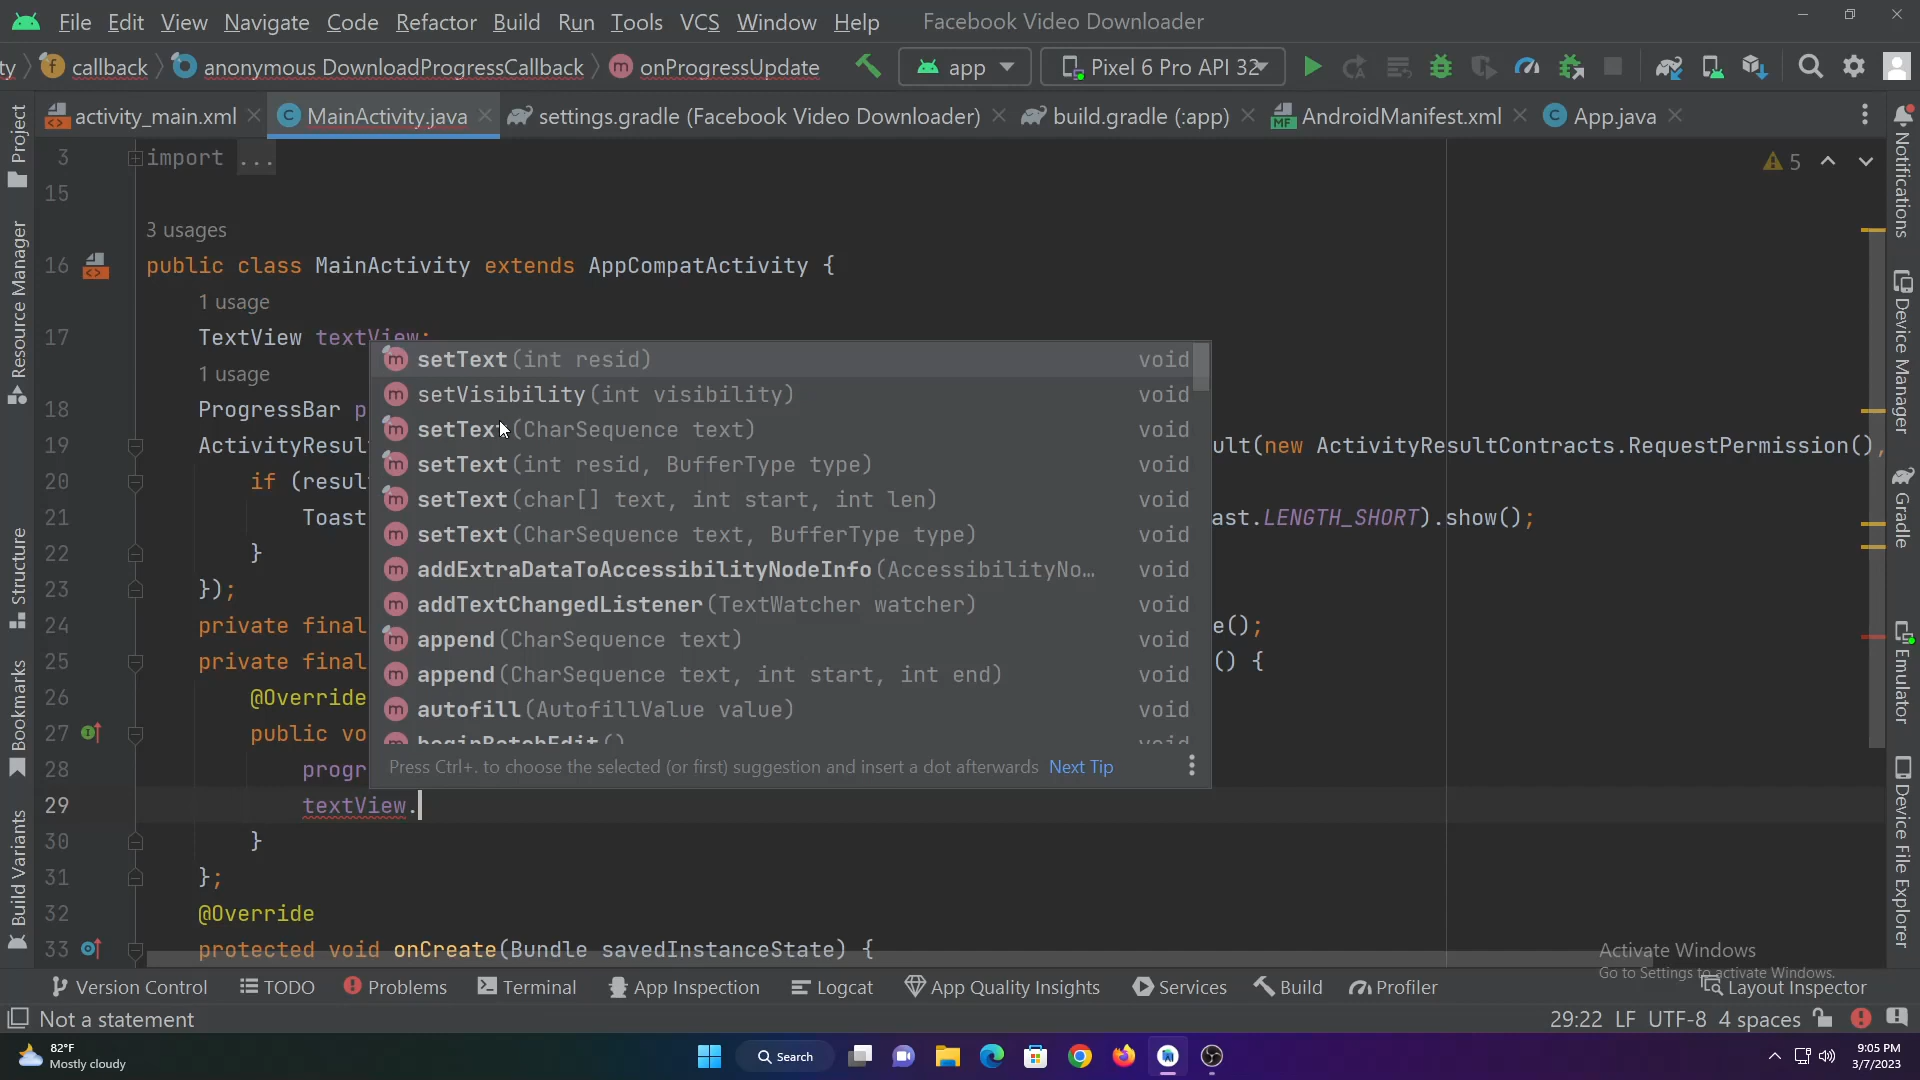 File Edit View Navigate Code Refactor Build Run Tools VCS Window Help Facebook Video Downloader
ty callback anonymous DownloadProgressCallback onProgressUpdate app Pixel 6 Pro API 32
activity_main.xml MainActivity.java settings.gradle (Facebook Video Downloader) build.gradle (:app) AndroidManifest.xml App.java
Project
Resource Manager
Structure
Bookmarks
Build Variants
3 import ...
5
15
3 usages
16 public class MainActivity extends AppCompatActivity {
1 usage
17 TextView textView;
1 usage
18 ProgressBar p
19 ActivityResul ult(new ActivityResultContracts.RequestPermission(),
20 if (resul
21 Toast ast.LENGTH_SHORT).show();
22 }
23 });
24 private final e();
25 private final () {
26 @Override
27 public vo
28 progr
29 textView.
30 }
31 };
32 @Override
33 protected void onCreate(Bundle savedInstanceState) {
setText(int resid) void
setVisibility(int visibility) void
setText(CharSequence text) void
setText(int resid, BufferType type) void
setText(char[] text, int start, int len) void
setText(CharSequence text, BufferType type) void
addExtraDataToAccessibilityNodeInfo(AccessibilityNo… void
addTextChangedListener(TextWatcher watcher) void
append(CharSequence text) void
append(CharSequence text, int start, int end) void
autofill(AutofillValue value) void
beginBatchEdit() void
Press Ctrl+. to choose the selected (or first) suggestion and insert a dot afterwards Next Tip
Notifications
Device Manager
Gradle
Emulator
Device File Explorer
Activate Windows
Go to Settings to activate Windows.
Version Control TODO Problems Terminal App Inspection Logcat App Quality Insights Services Build Profiler Layout Inspector
Not a statement 29:22 LF UTF-8 4 spaces
82°F
Mostly cloudy
Search
9:05 PM
3/7/2023